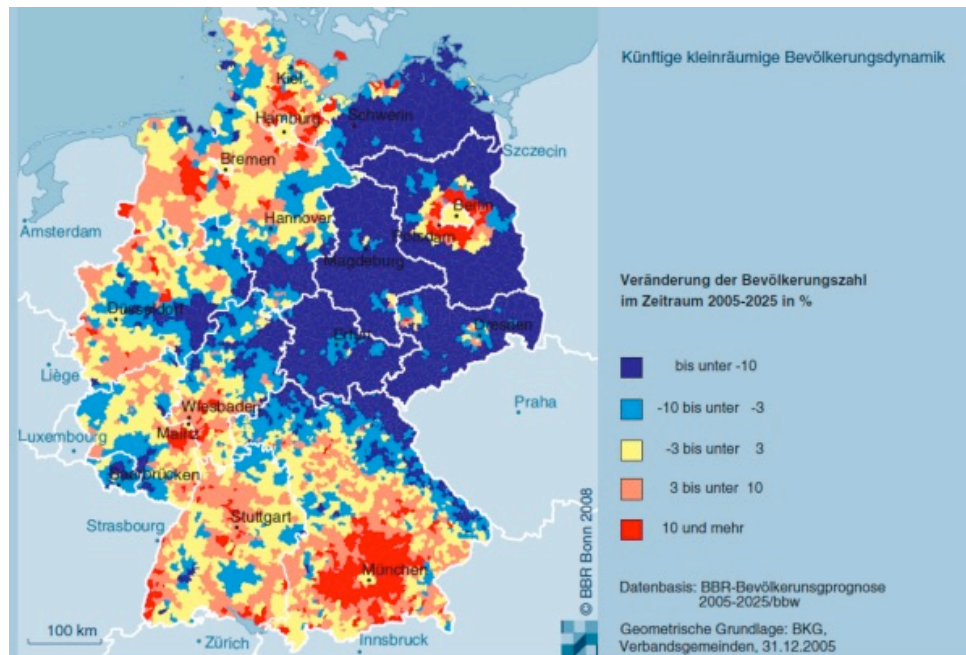 Künftige kleinräumige Bevölkerungsdynamik
Kiel
Hamburg
Schwerin
Szczecin
Bremen
Berlin
Amsterdam
Hannover
Potsdam
Magdeburg
Düsseldorf
Erfurt
Dresden
Liège
Wiesbaden
Praha
Luxembourg
Mainz
Saarbrücken
Strasbourg
Stuttgart
München
100 km
Zürich
Innsbruck
Veränderung der Bevölkerungszahl
im Zeitraum 2005-2025 in %
bis unter -10
-10 bis unter -3
-3 bis unter 3
3 bis unter 10
10 und mehr
© BBR Bonn 2008
Datenbasis: BBR-Bevölkerunsgprognose
2005-2025/bbw
Geometrische Grundlage: BKG,
Verbandsgemeinden, 31.12.2005